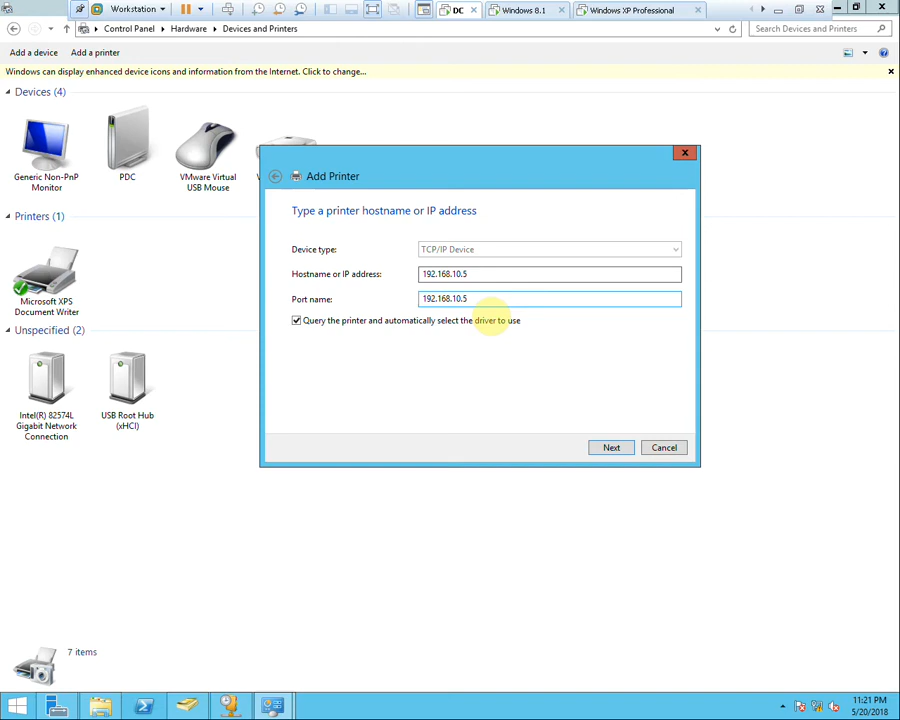 Workstation
DC
Windows 8.1
Windows XP Professional
Control Panel
Hardware
Devices and Printers
Search Devices and Printers
Add a device
Add a printer
Windows can display enhanced device icons and information from the Internet. Click to change...
Devices (4)
Generic Non-PnP
Monitor
PDC
VMware Virtual
USB Mouse
Add Printer
Type a printer hostname or IP address
Device type:
TCP/IP Device
Hostname or IP address:
192.168.10.5
Port name:
192.168.10.5
Query the printer and automatically select the driver to use
Next
Cancel
Printers (1)
Microsoft XPS
Document Writer
Unspecified (2)
Intel(R) 82574L
Gigabit Network
Connection
USB Root Hub
(xHCI)
7 items
11:21 PM
5/20/2018